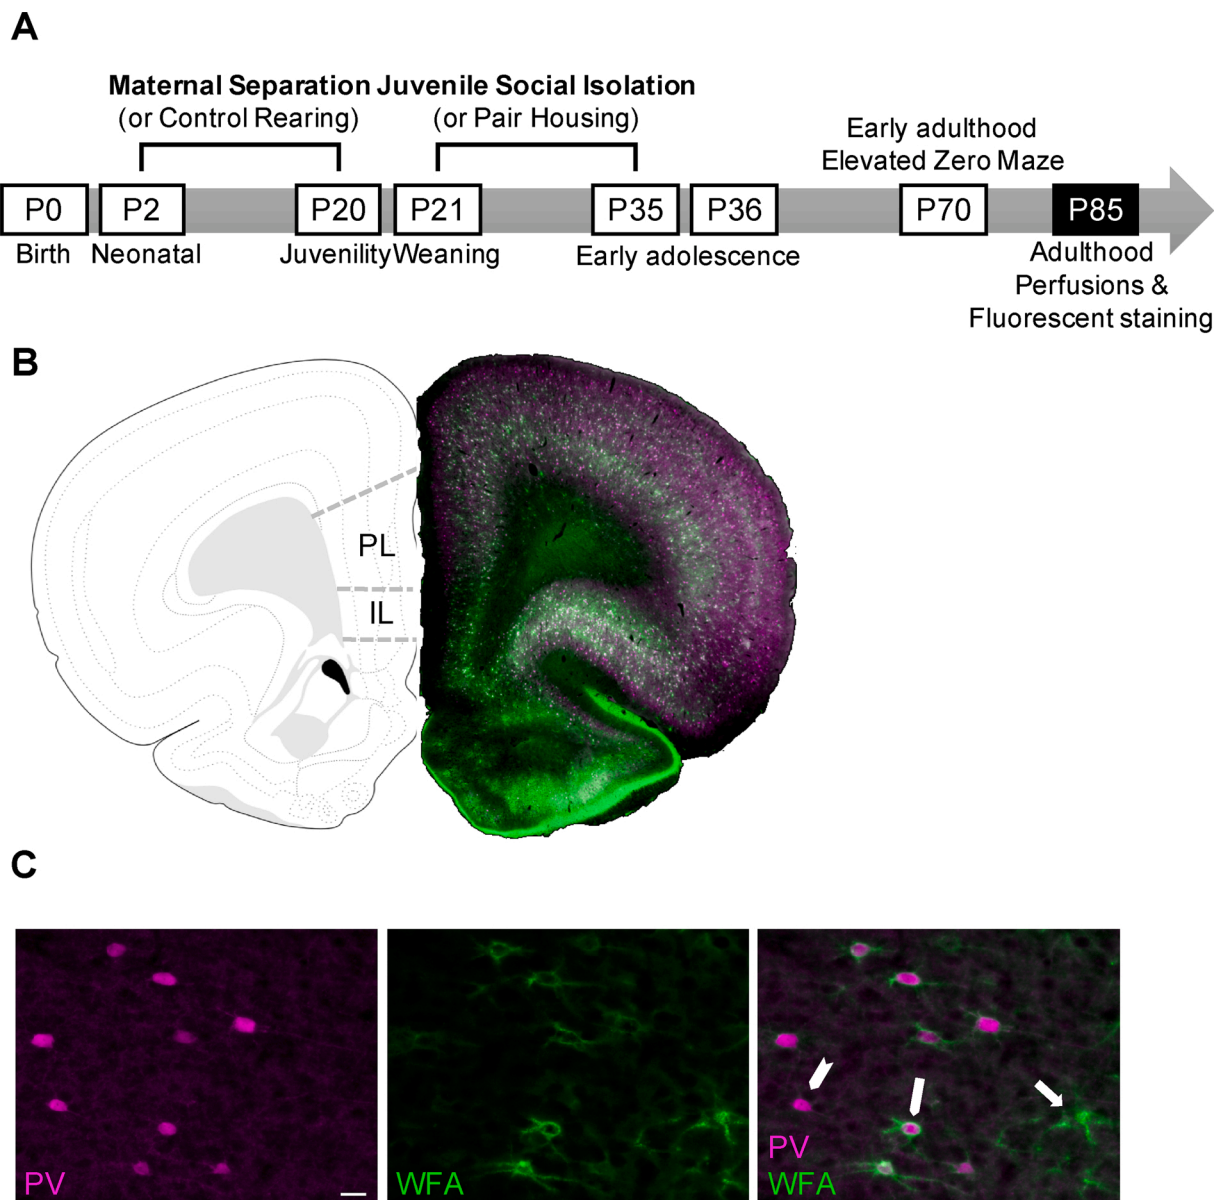 A
Maternal Separation Juvenile Social Isolation
(or Control Rearing) (or Pair Housing)
Early adulthood
Elevated Zero Maze
P0 P2 P20 P21 P35 P36 P70 P85
Birth Neonatal Juvenility Weaning Early adolescence Adulthood
Perfusions &
Fluorescent staining
B
PL
IL
C
PV
WFA
PV
WFA